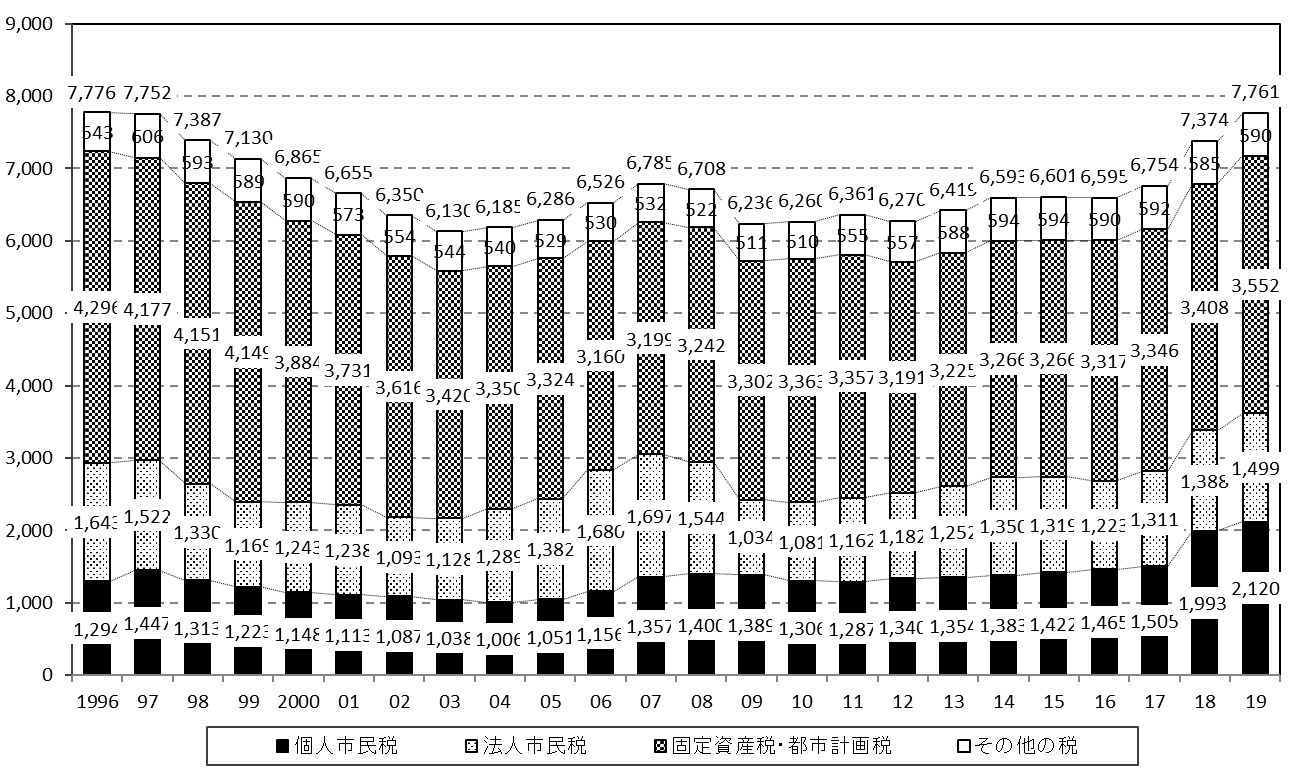 9,000
8,000
7,000
6,000
5,000
4,000
3,000
2,000
1,000
0
7,776 7,752 7,387 7,130 6,865 6,655 6,350 6,130 6,185 6,286 6,526 6,785 6,708 6,236 6,260 6,361 6,270 6,419 6,593 6,601 6,595 6,754 7,374 7,761
543 606 593 589 590 573 554 544 540 529 530 532 522 511 510 555 557 588 594 594 590 592 585 590
4,296 4,177 4,151 4,149 3,884 3,731 3,616 3,420 3,350 3,324 3,160 3,199 3,242 3,302 3,363 3,357 3,191 3,225 3,266 3,266 3,317 3,346 3,408 3,552
1,643 1,522 1,330 1,169 1,243 1,238 1,093 1,128 1,289 1,382 1,680 1,697 1,544 1,034 1,081 1,162 1,182 1,252 1,350 1,319 1,223 1,311 1,388 1,499
1,294 1,447 1,313 1,223 1,148 1,113 1,087 1,038 1,006 1,051 1,156 1,357 1,400 1,389 1,306 1,287 1,340 1,354 1,383 1,422 1,465 1,505 1,993 2,120
1996 97 98 99 2000 01 02 03 04 05 06 07 08 09 10 11 12 13 14 15 16 17 18 19
個人市民税 法人市民税 固定資産税・都市計画税 その他の税